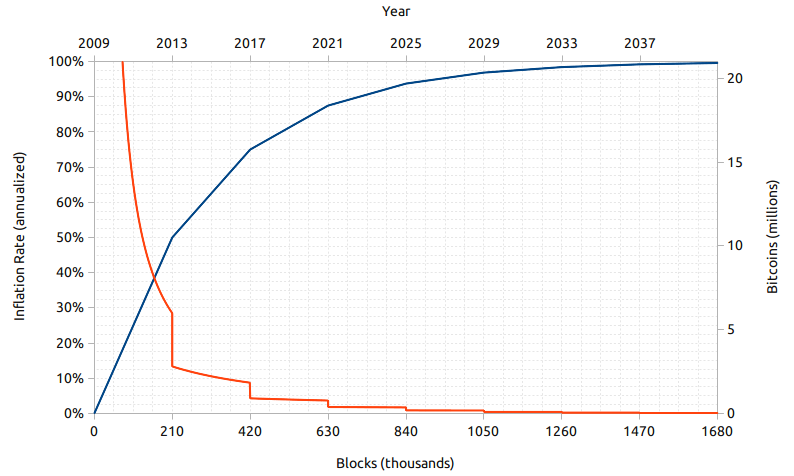 Year
2009 2013 2017 2021 2025 2029 2033 2037
100%
90%
80%
70%
60%
50%
40%
30%
20%
10%
0%
Inflation Rate (annualized)
20
15
10
5
0
Bitcoins (millions)
0 210 420 630 840 1050 1260 1470 1680
Blocks (thousands)